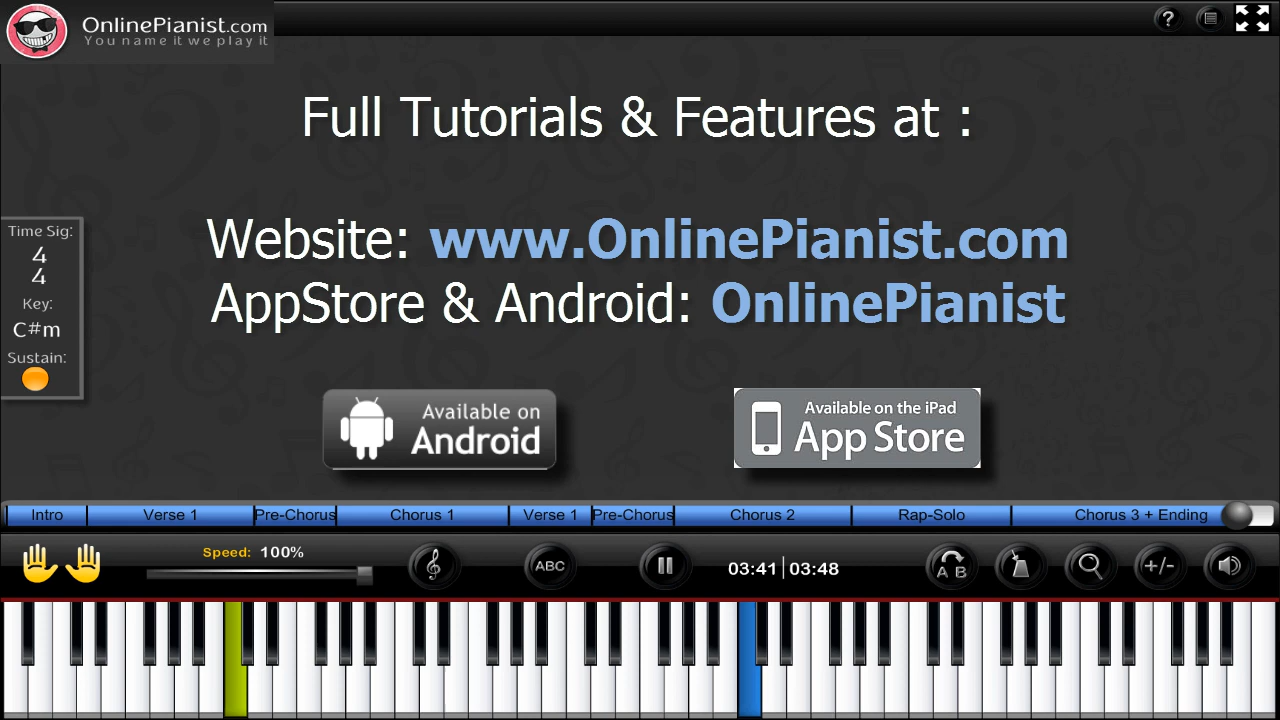 OnlinePianist.com
You name it we play it
?
Full Tutorials & Features at :
Website: www.OnlinePianist.com
AppStore & Android: OnlinePianist
Time Sig:
4
4
Key:
C#m
Sustain:
Available on
Android
Available on the iPad
App Store
Intro Verse 1 Pre-Chorus Chorus 1 Verse 1 Pre-Chorus Chorus 2 Rap-Solo Chorus 3 + Ending
Speed: 100%
ABC
03:41|03:48
A B
+/-